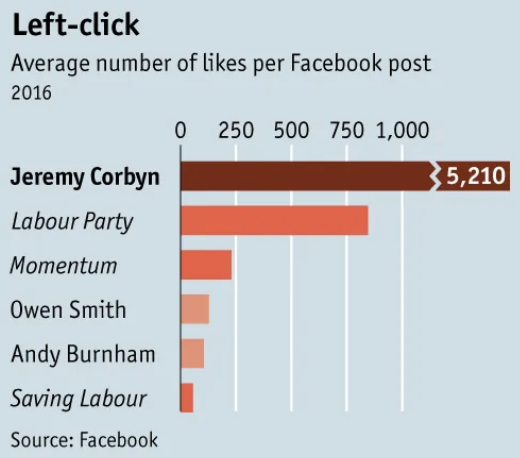 Left-click
Average number of likes per Facebook post
2016
0 250 500 750 1,000
Jeremy Corbyn 5,210
Labour Party
Momentum
Owen Smith
Andy Burnham
Saving Labour
Source: Facebook